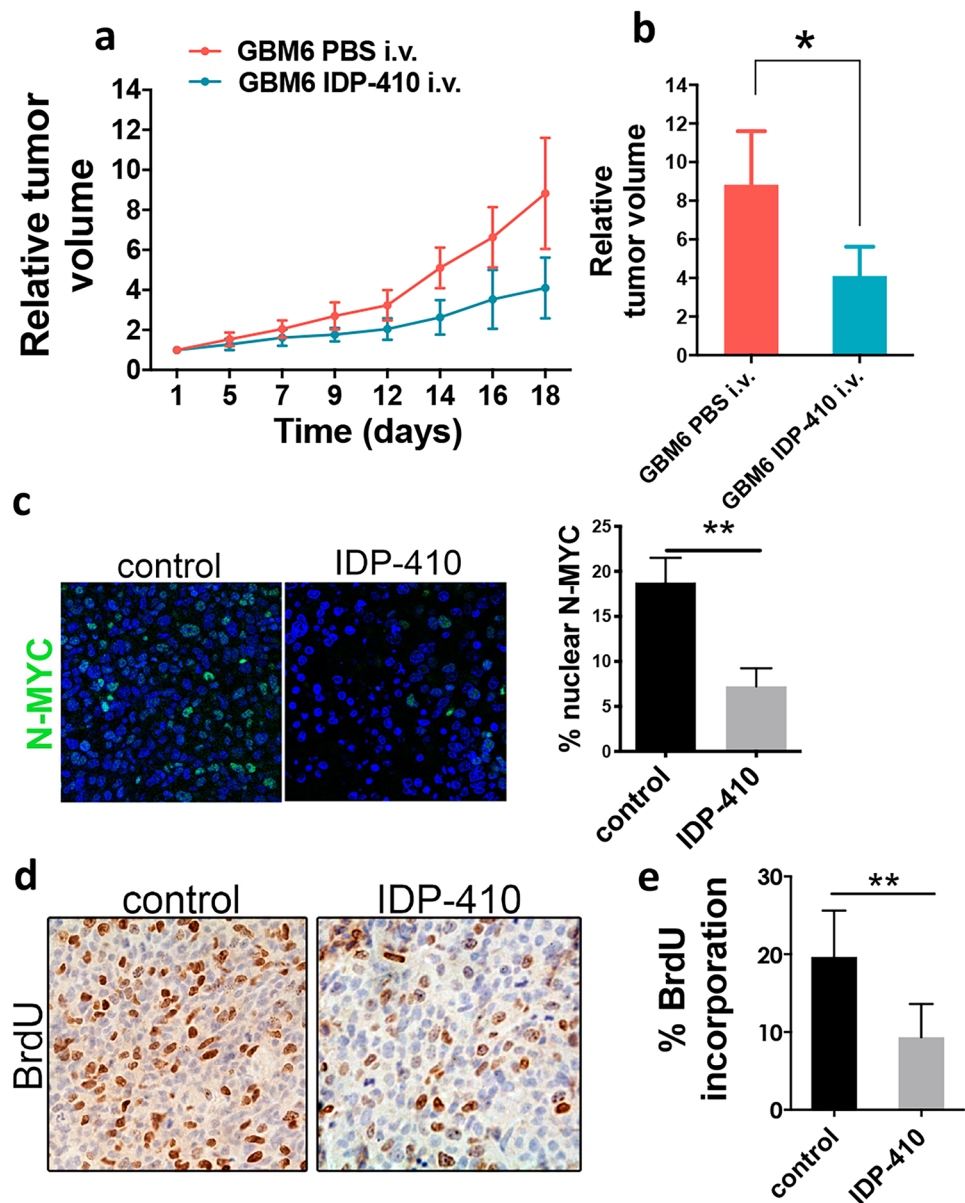 a
GBM6 PBS i.v.
GBM6 IDP-410 i.v.
Relative tumor
volume
14
12
10
8
6
4
2
0
1 5 7 9 12 14 16 18
Time (days)
b
*
Relative
tumor volume
14
12
10
8
6
4
2
0
GBM6 PBS i.v.
GBM6 IDP-410 i.v.
c
control
IDP-410
N-MYC
% nuclear N-MYC
25
20
15
10
5
0
**
control
IDP-410
d
control
IDP-410
BrdU
e
% BrdU
incorporation
30
20
10
0
**
control
IDP-410